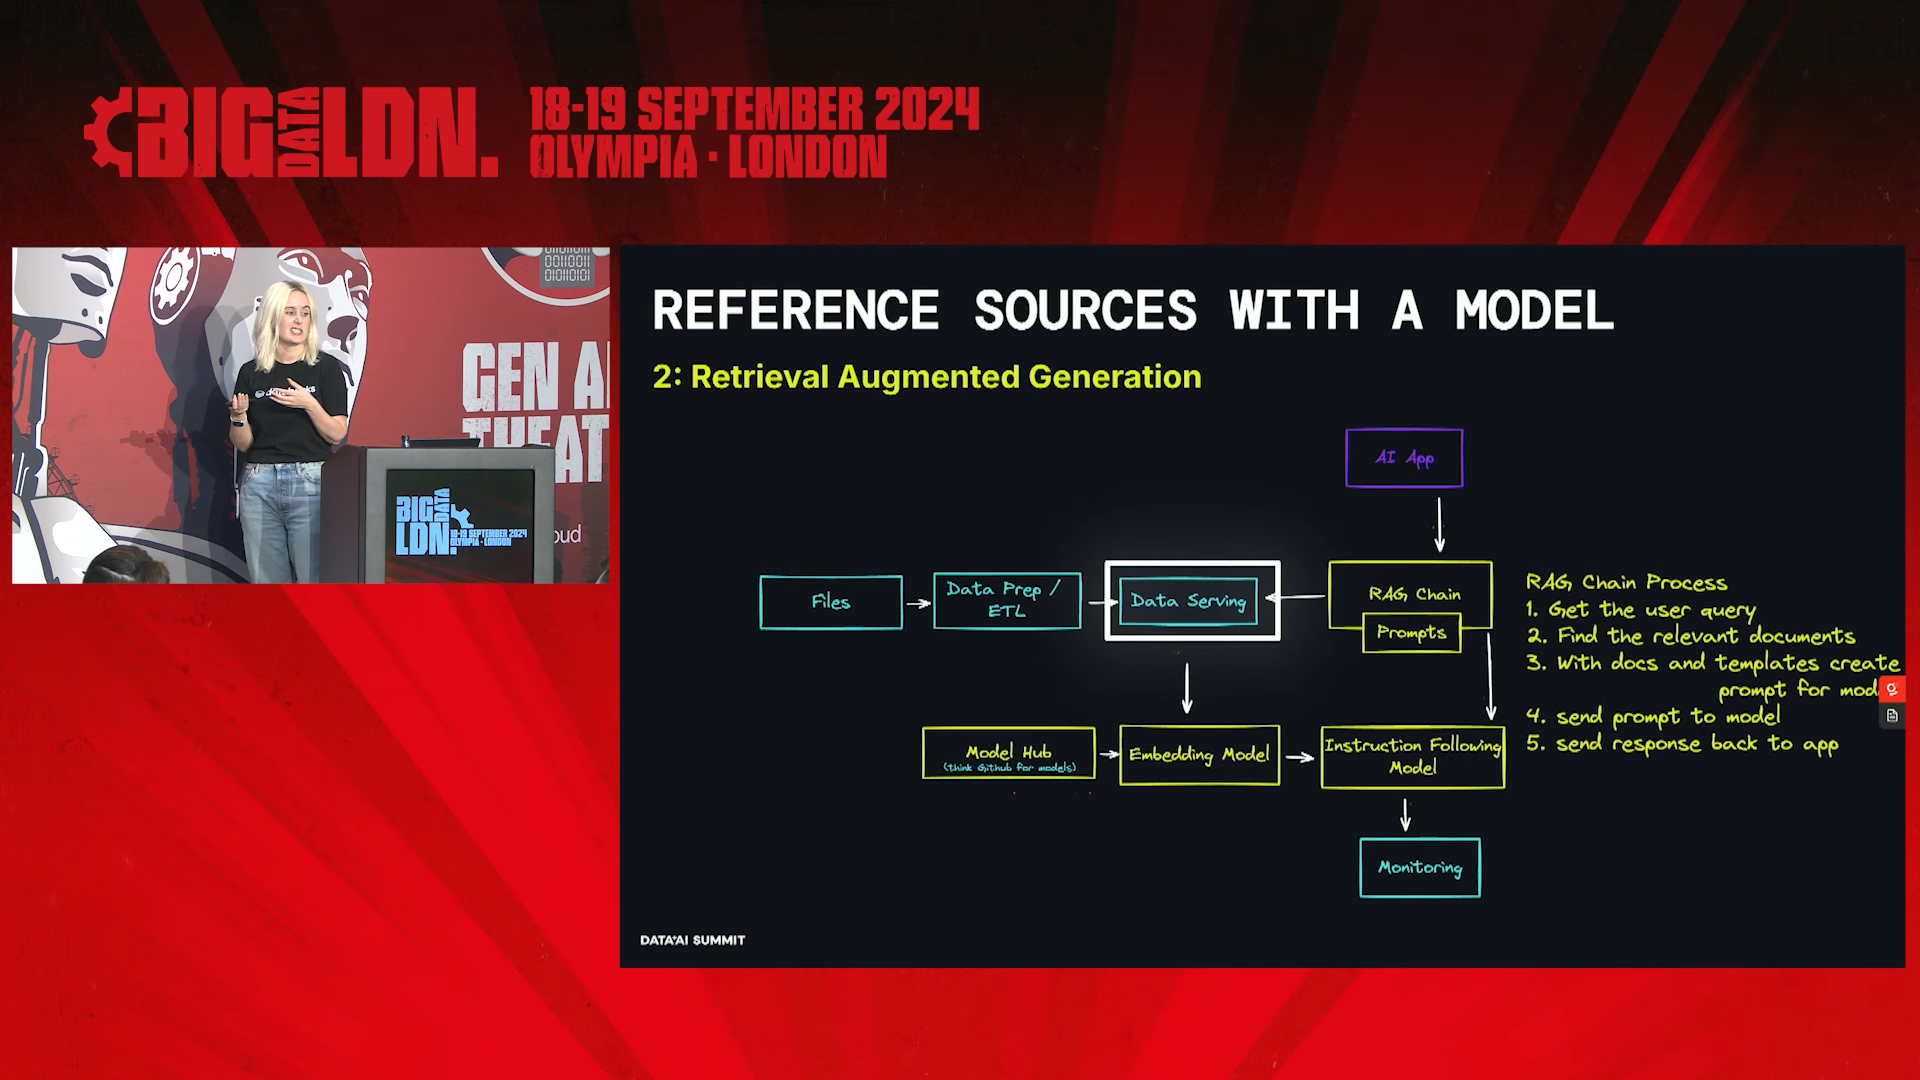 BIG DATA LDN.
18-19 SEPTEMBER 2024
OLYMPIA · LONDON
00110011
01011010
GEN A
THEAT
oud
BIG DATA LDN.
18-19 SEPTEMBER 2024
OLYMPIA · LONDON
REFERENCE SOURCES WITH A MODEL
2: Retrieval Augmented Generation
AI App
Files
Data Prep /
ETL
Data Serving
RAG Chain
Prompts
RAG Chain Process
1. Get the user query
2. Find the relevant documents
3. With docs and templates create
prompt for mod
4. send prompt to model
5. send response back to app
Model Hub
(think Github for models)
Embedding Model
Instruction Following
Model
Monitoring
DATA+AI SUMMIT